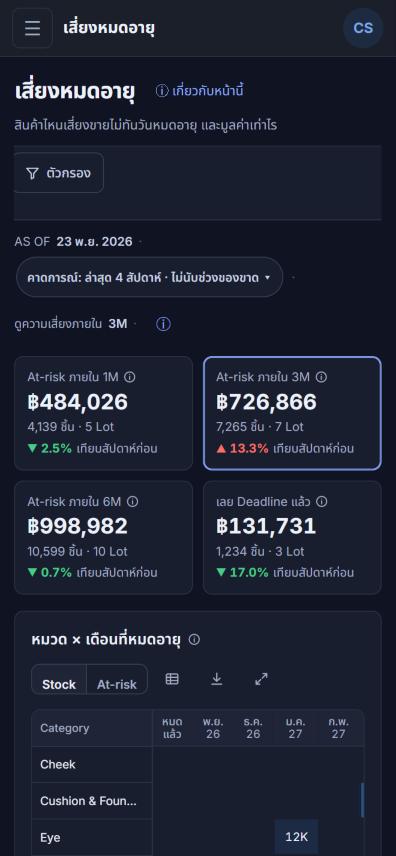 เสี่ยงหมดอายุ
CS
เสี่ยงหมดอายุ ⓘ เกี่ยวกับหน้านี้
สินค้าไหนเสี่ยงขายไม่ทันวันหมดอายุ และมูลค่าเท่าไร
ตัวกรอง
AS OF 23 พ.ย. 2026 ·
คาดการณ์: ล่าสุด 4 สัปดาห์ · ไม่นับช่วงของขาด ▾ ·
ดูความเสี่ยงภายใน 3M · ⓘ
At-risk ภายใน 1M ⓘ
฿484,026
4,139 ชิ้น · 5 Lot
▼ 2.5% เทียบสัปดาห์ก่อน
At-risk ภายใน 3M ⓘ
฿726,866
7,265 ชิ้น · 7 Lot
▲ 13.3% เทียบสัปดาห์ก่อน
At-risk ภายใน 6M ⓘ
฿998,982
10,599 ชิ้น · 10 Lot
▼ 0.7% เทียบสัปดาห์ก่อน
เลย Deadline แล้ว ⓘ
฿131,731
1,234 ชิ้น · 3 Lot
▼ 17.0% เทียบสัปดาห์ก่อน
หมวด × เดือนที่หมดอายุ ⓘ
Stock At-risk
Category
หมด แล้ว
พ.ย. 26
ธ.ค. 26
ม.ค. 27
ก.พ. 27
Cheek
Cushion & Foun...
Eye 12K